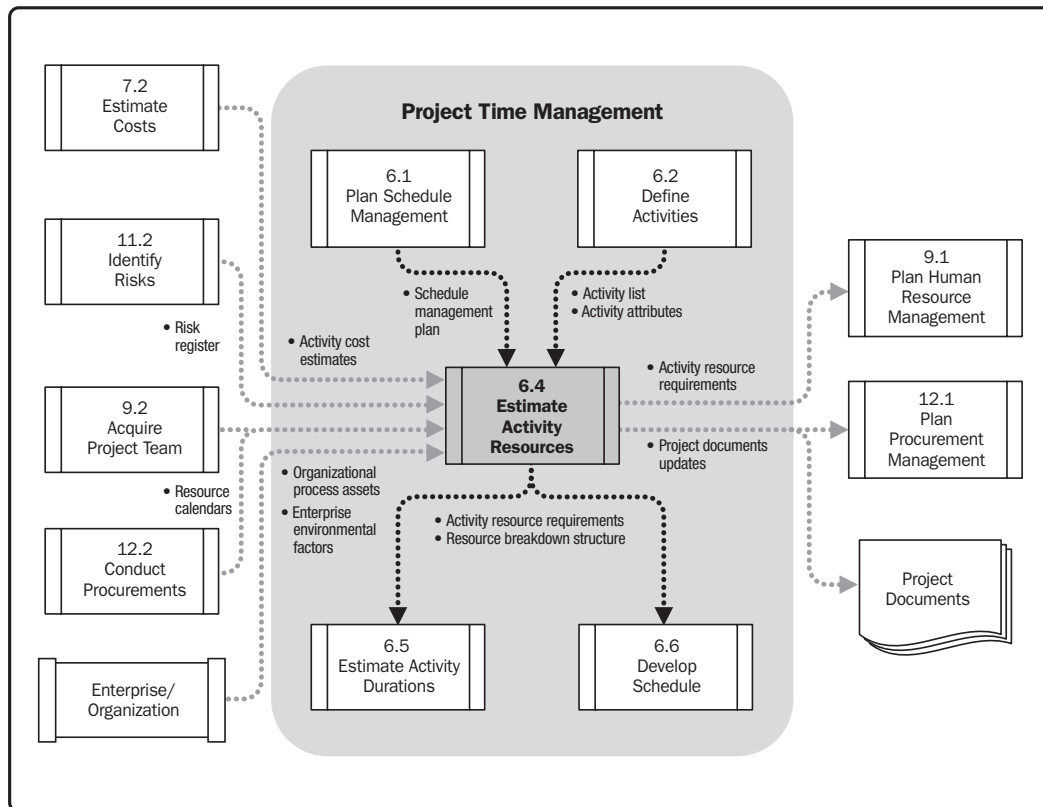 Project Time Management
7.2
Estimate
Costs
6.1
Plan Schedule
Management
6.2
Define
Activities
11.2
Identify
Risks
9.1
Plan Human
Resource
Management
• Risk
register
• Schedule
management
plan
• Activity list
• Activity attributes
• Activity cost
estimates
6.4
Estimate
Activity
Resources
• Activity resource
requirements
9.2
Acquire
Project Team
12.1
Plan
Procurement
Management
• Project documents
updates
• Resource
calendars
• Organizational
process assets
• Enterprise
environmental
factors
• Activity resource requirements
• Resource breakdown structure
12.2
Conduct
Procurements
Project
Documents
6.5
Estimate Activity
Durations
6.6
Develop
Schedule
Enterprise/
Organization